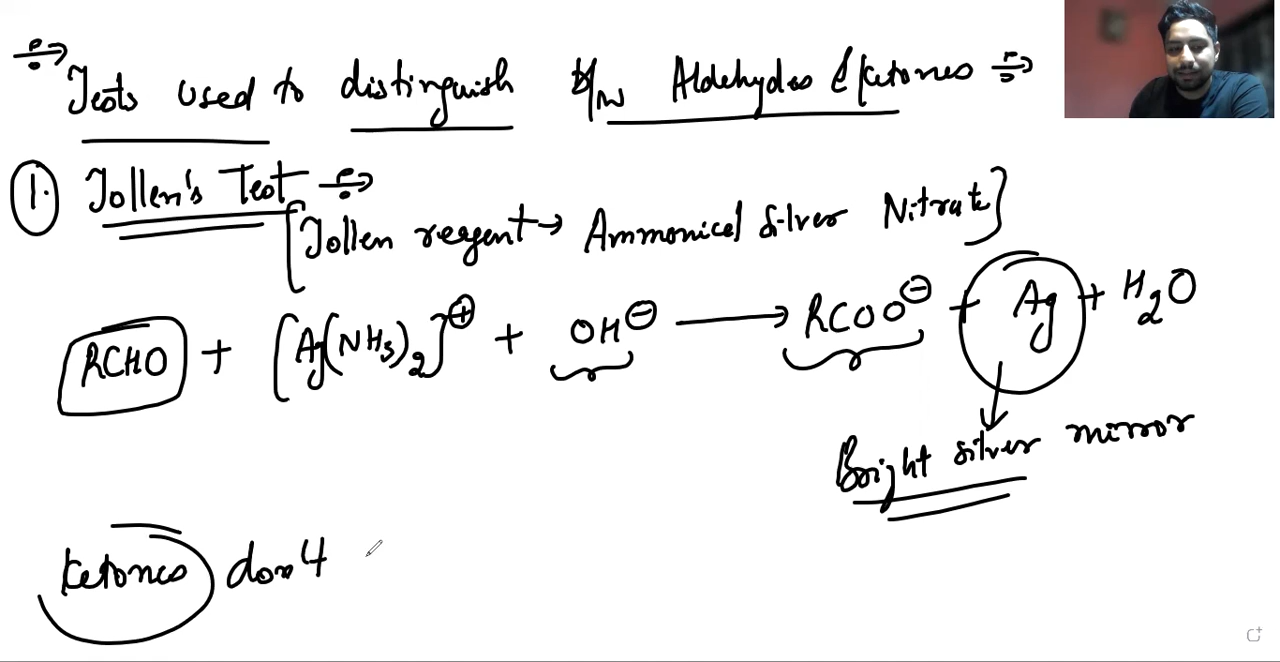 Tests used to distinguish b/w Aldehydes & ketones
1. Tollen's Test
[Tollen reagent → Ammonical Silver Nitrate]
RCHO + [Ag(NH3)2]⊕ + OH⊖ → RCOO⊖ + Ag + H2O
Bright silver mirror
ketones